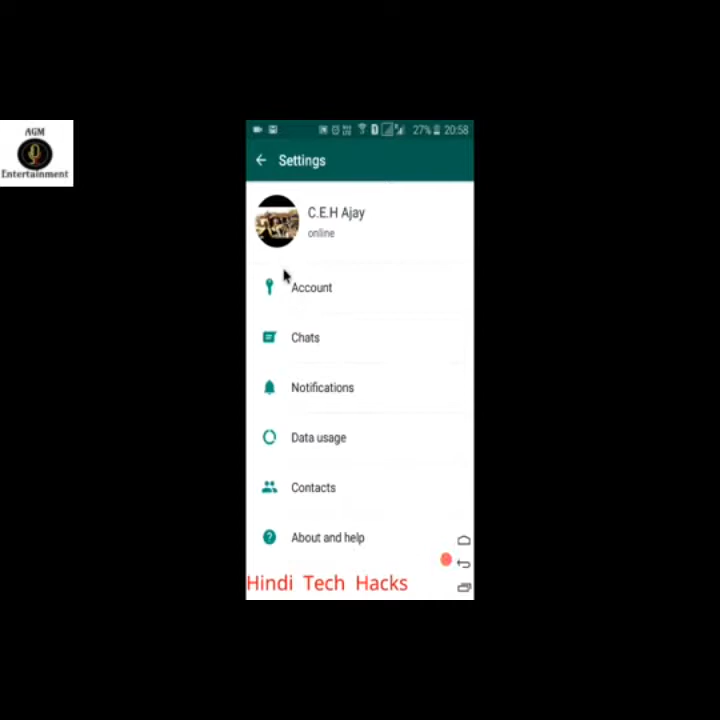 AGM
Entertainment
27% 20:58
Settings
C.E.H Ajay
online
Account
Chats
Notifications
Data usage
Contacts
About and help
Hindi Tech Hacks